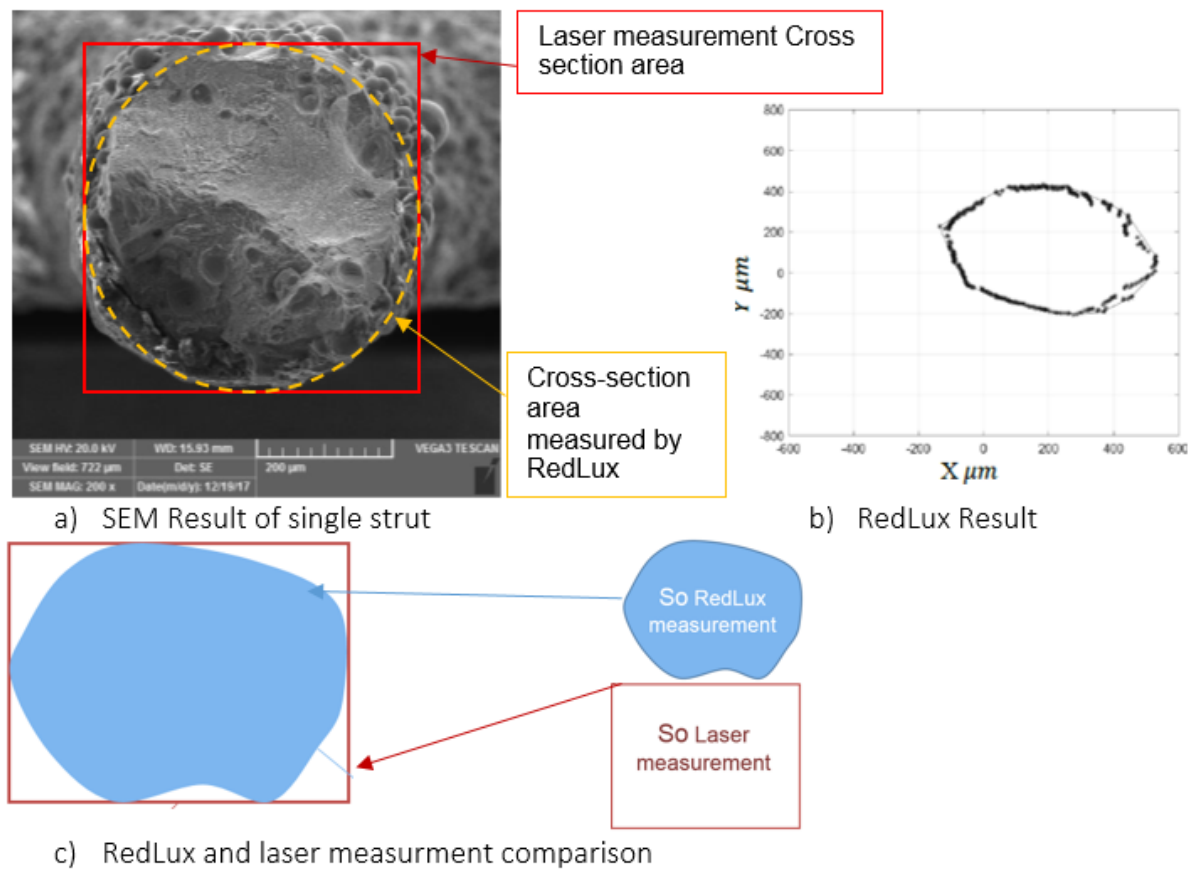 Laser measurement Cross
section area
Cross-section
area
measured by
RedLux
SEM HV: 20.0 kV
WD: 15.93 mm
VEGA3 TESCAN
View field: 722 μm
Det: SE
200 μm
SEM MAG: 200 x
Date(m/d/y): 12/19/17
a) SEM Result of single strut
800
600
400
200
0
-200
-400
-600
-800
-600
-400
-200
0
200
400
600
Y μm
X μm
b) RedLux Result
So RedLux
measurement
So Laser
measurement
c) RedLux and laser measurment comparison